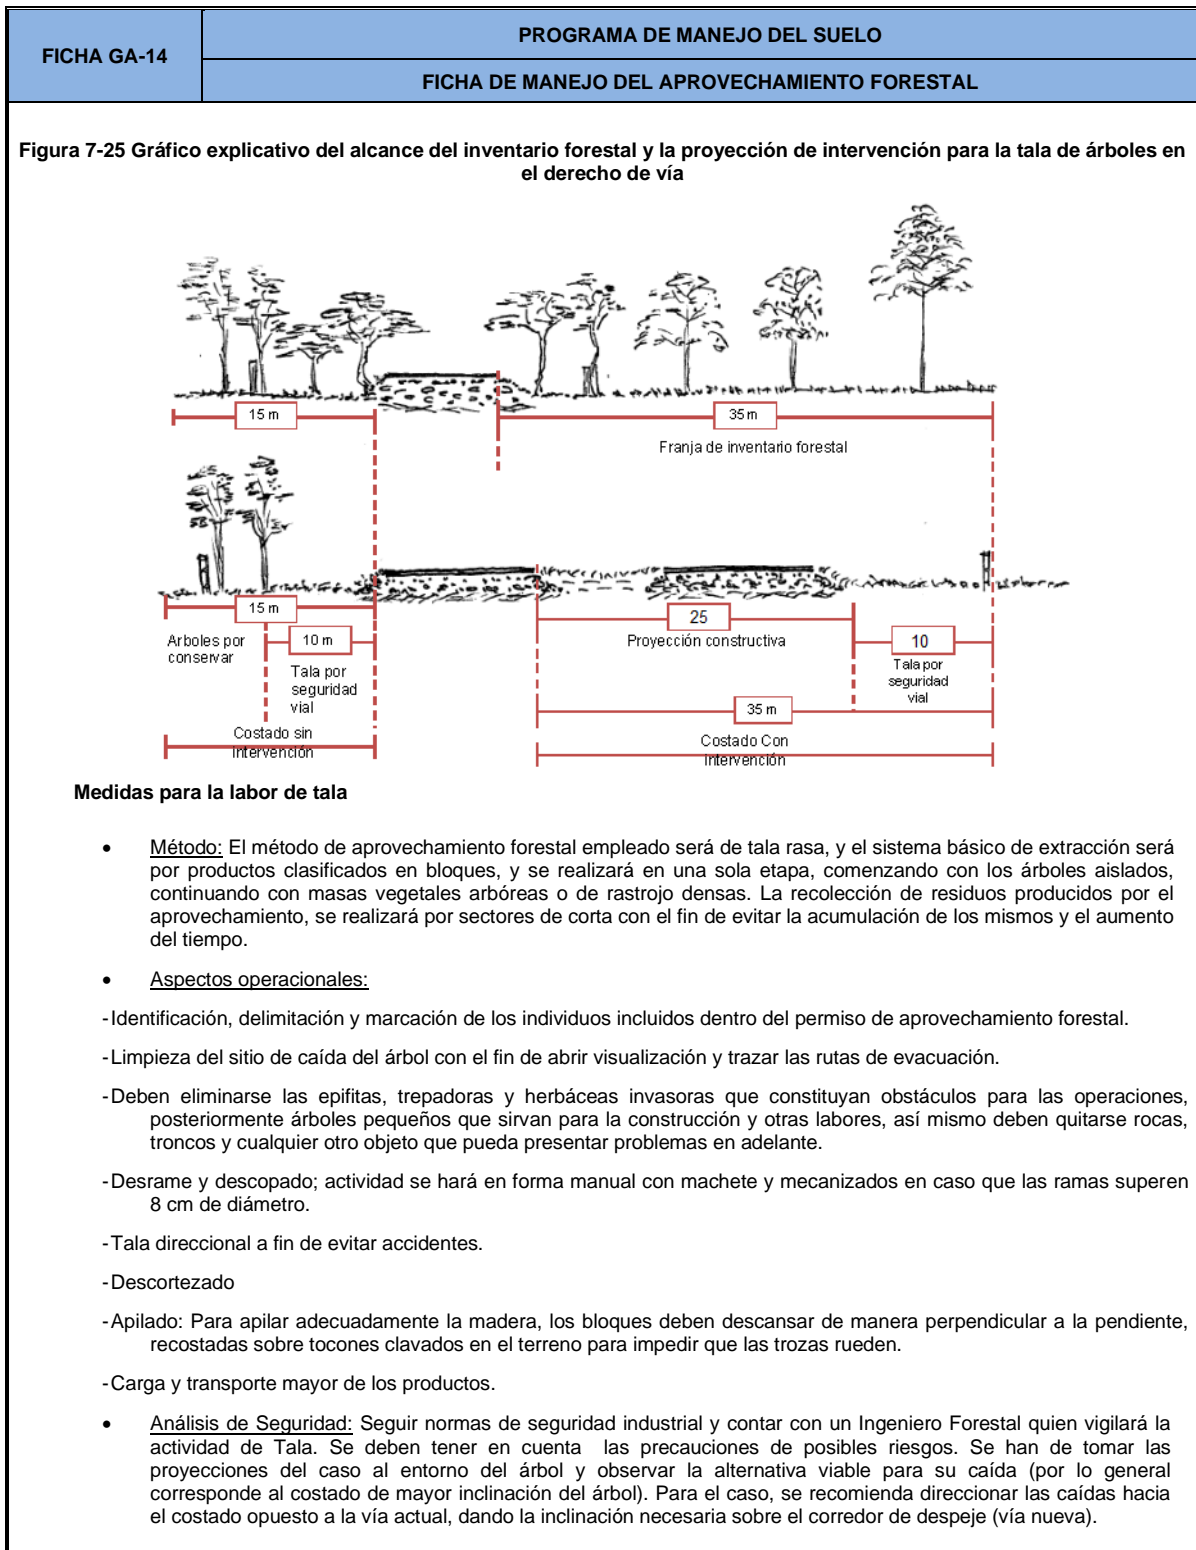 FICHA GA-14
PROGRAMA DE MANEJO DEL SUELO
FICHA DE MANEJO DEL APROVECHAMIENTO FORESTAL
Figura 7-25 Gráfico explicativo del alcance del inventario forestal y la proyección de intervención para la tala de árboles en
el derecho de vía
15 m
35 m
Franja de inventario forestal
15 m
Arboles por
conservar
10 m
Tala por
seguridad
vial
Costado sin
Intervención
25
Proyección constructiva
10
Tala por
seguridad
vial
35 m
Costado Con
Intervención
Medidas para la labor de tala
• Método: El método de aprovechamiento forestal empleado será de tala rasa, y el sistema básico de extracción será
por productos clasificados en bloques, y se realizará en una sola etapa, comenzando con los árboles aislados,
continuando con masas vegetales arbóreas o de rastrojo densas. La recolección de residuos producidos por el
aprovechamiento, se realizará por sectores de corta con el fin de evitar la acumulación de los mismos y el aumento
del tiempo.
• Aspectos operacionales:
-Identificación, delimitación y marcación de los individuos incluidos dentro del permiso de aprovechamiento forestal.
-Limpieza del sitio de caída del árbol con el fin de abrir visualización y trazar las rutas de evacuación.
-Deben eliminarse las epifitas, trepadoras y herbáceas invasoras que constituyan obstáculos para las operaciones,
posteriormente árboles pequeños que sirvan para la construcción y otras labores, así mismo deben quitarse rocas,
troncos y cualquier otro objeto que pueda presentar problemas en adelante.
-Desrame y descopado; actividad se hará en forma manual con machete y mecanizados en caso que las ramas superen
8 cm de diámetro.
-Tala direccional a fin de evitar accidentes.
-Descortezado
-Apilado: Para apilar adecuadamente la madera, los bloques deben descansar de manera perpendicular a la pendiente,
recostadas sobre tocones clavados en el terreno para impedir que las trozas rueden.
-Carga y transporte mayor de los productos.
• Análisis de Seguridad: Seguir normas de seguridad industrial y contar con un Ingeniero Forestal quien vigilará la
actividad de Tala. Se deben tener en cuenta las precauciones de posibles riesgos. Se han de tomar las
proyecciones del caso al entorno del árbol y observar la alternativa viable para su caída (por lo general
corresponde al costado de mayor inclinación del árbol). Para el caso, se recomienda direccionar las caídas hacia
el costado opuesto a la vía actual, dando la inclinación necesaria sobre el corredor de despeje (vía nueva).